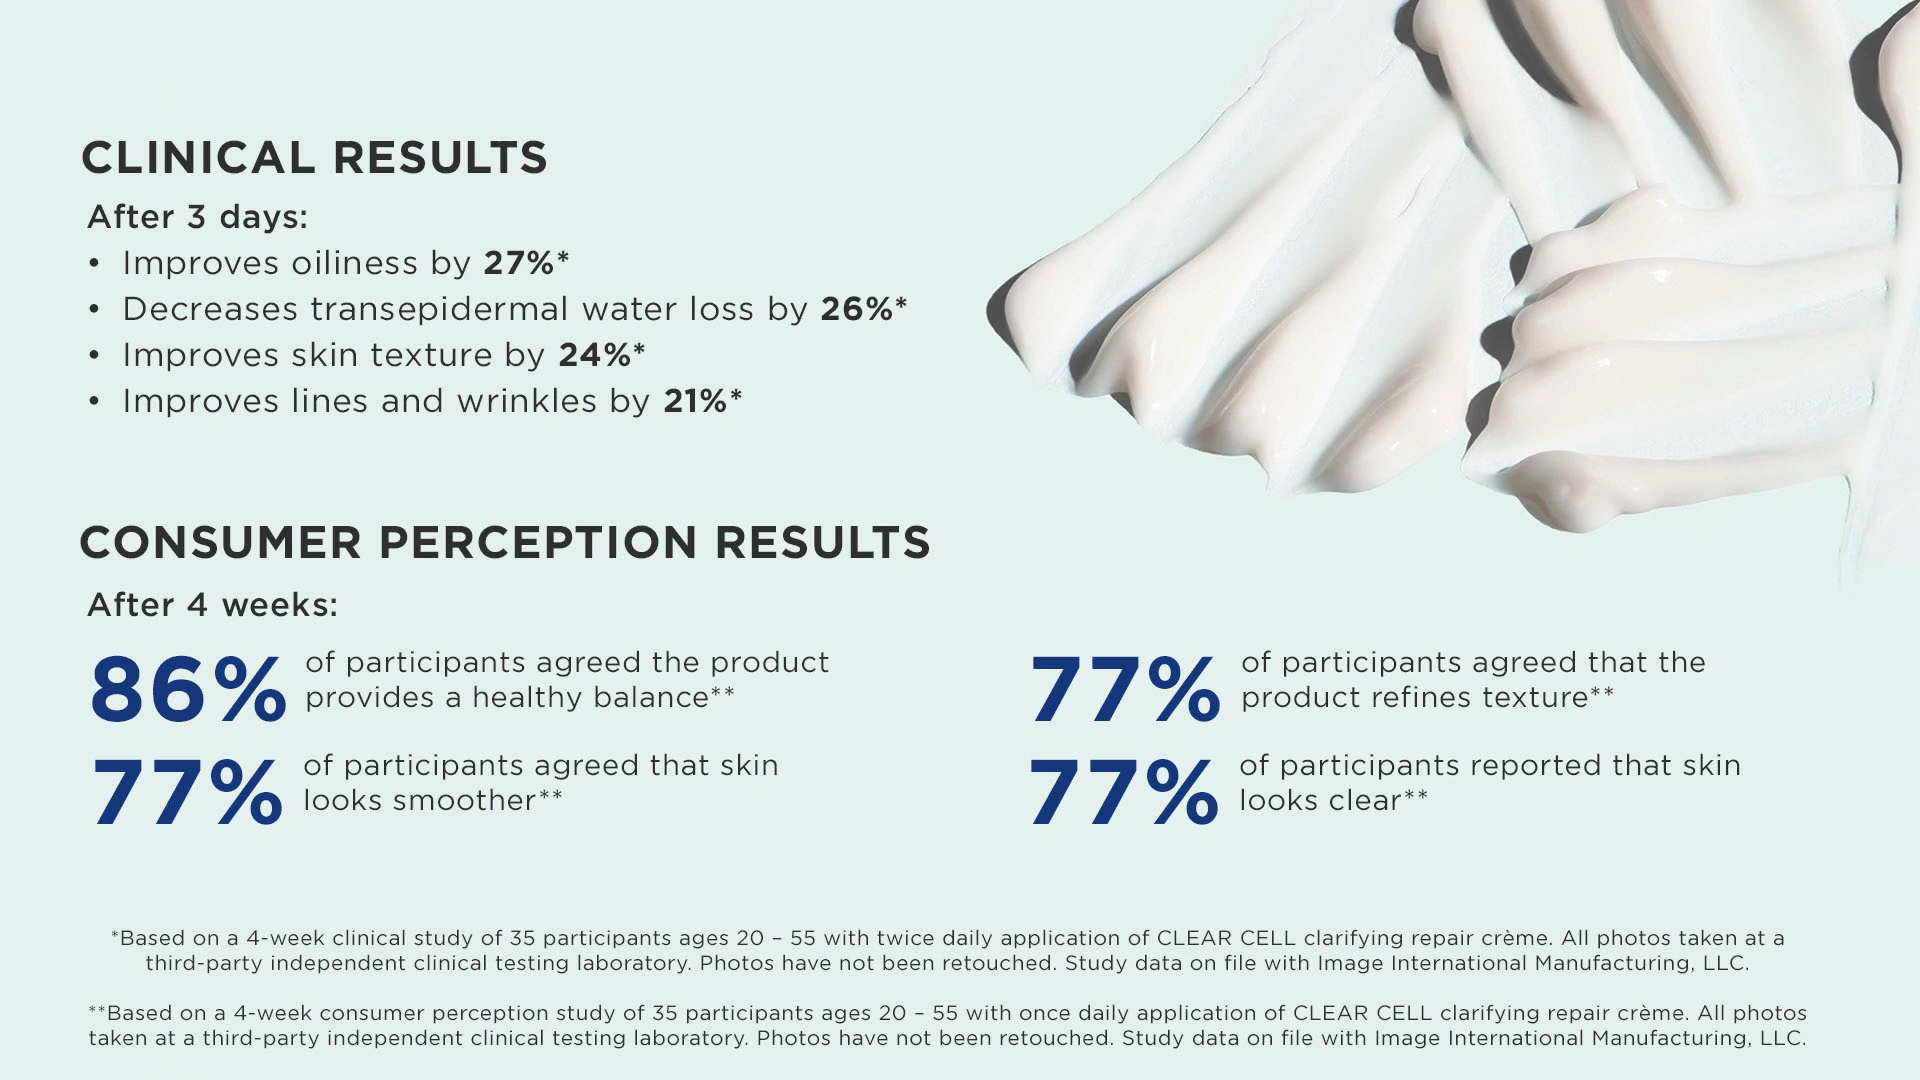 CLINICAL RESULTS
After 3 days:
• Improves oiliness by 27%*
• Decreases transepidermal water loss by 26%*
• Improves skin texture by 24%*
• Improves lines and wrinkles by 21%*
CONSUMER PERCEPTION RESULTS
After 4 weeks:
86% of participants agreed the product
provides a healthy balance**
77% of participants agreed that the
product refines texture**
77% of participants agreed that skin
looks smoother**
77% of participants reported that skin
looks clear**
*Based on a 4-week clinical study of 35 participants ages 20 – 55 with twice daily application of CLEAR CELL clarifying repair crème. All photos taken at a
third-party independent clinical testing laboratory. Photos have not been retouched. Study data on file with Image International Manufacturing, LLC.
**Based on a 4-week consumer perception study of 35 participants ages 20 – 55 with once daily application of CLEAR CELL clarifying repair crème. All photos
taken at a third-party independent clinical testing laboratory. Photos have not been retouched. Study data on file with Image International Manufacturing, LLC.